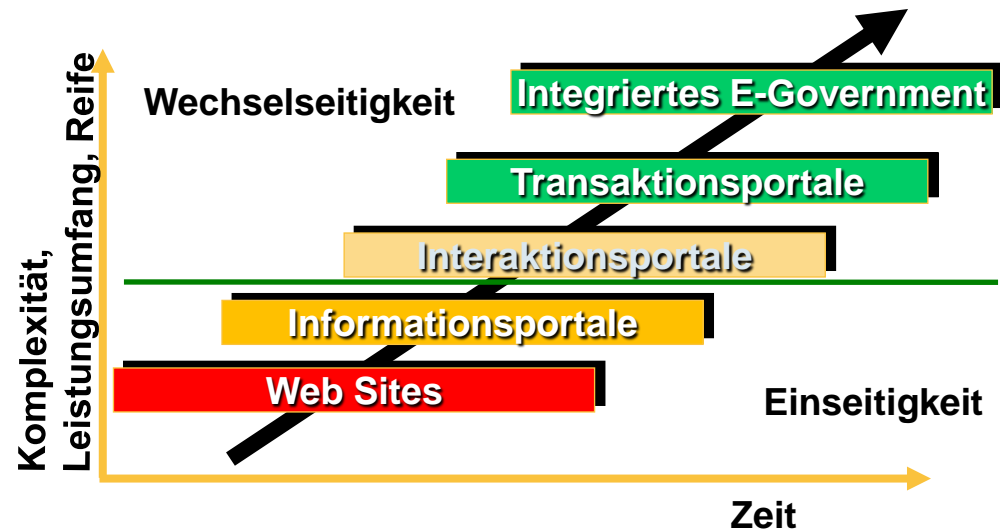 Komplexität,
Leistungsumfang, Reife
Wechselseitigkeit
Integriertes E-Government
Transaktionsportale
Interaktionsportale
Informationsportale
Web Sites
Einseitigkeit
Zeit